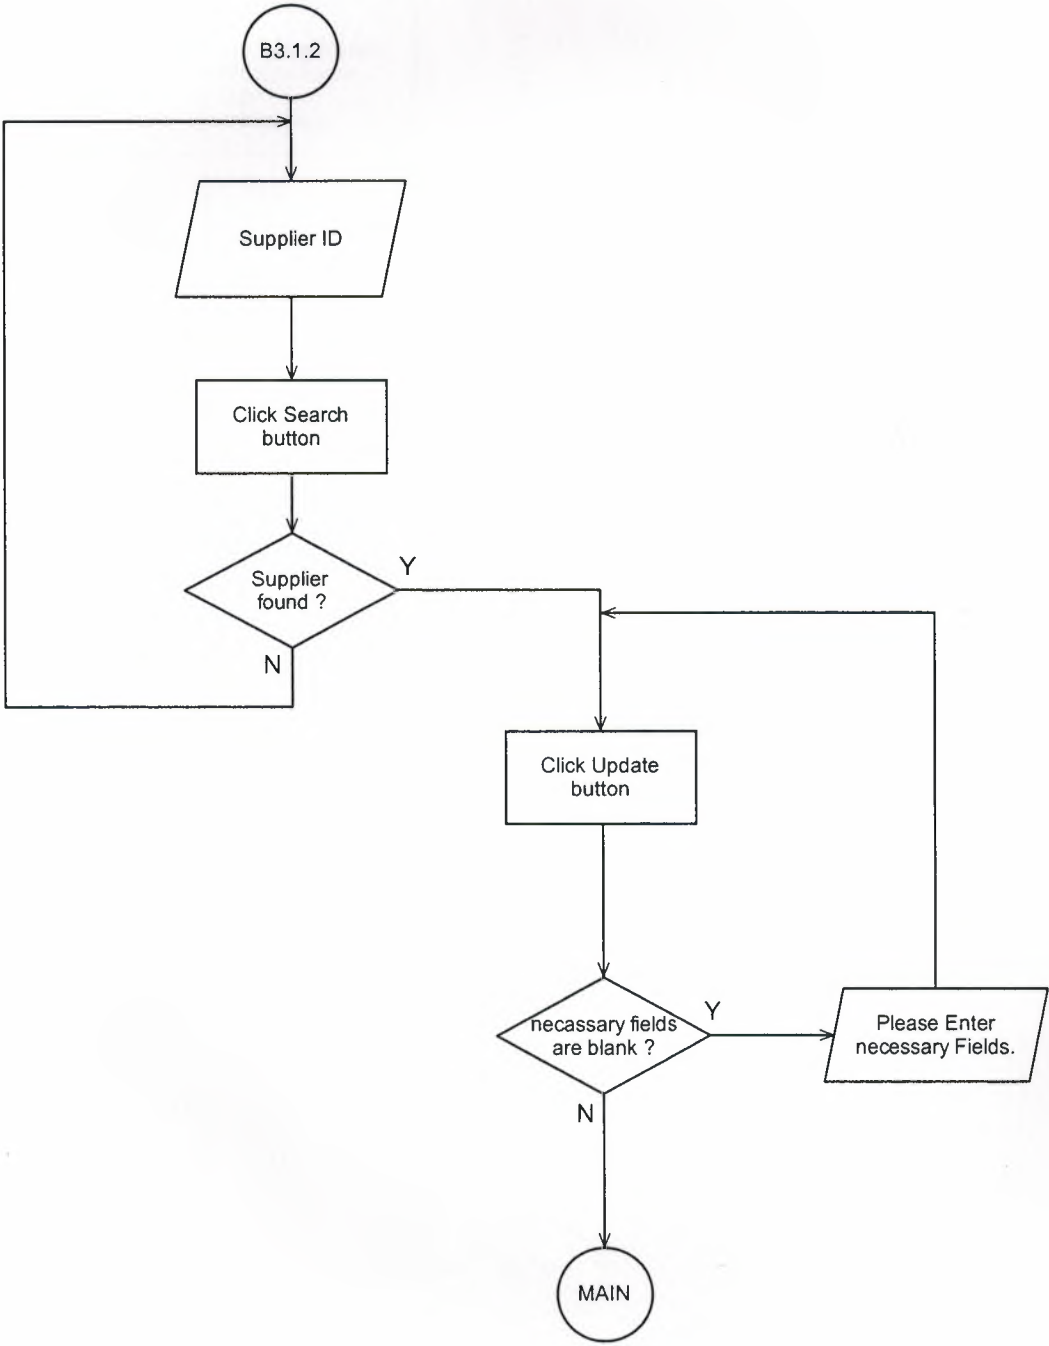 B3.1.2
Supplier ID
Click Search
button
Supplier
found ?
Y
N
Click Update
button
necassary fields
are blank ?
Y
Please Enter
necessary Fields.
N
MAIN